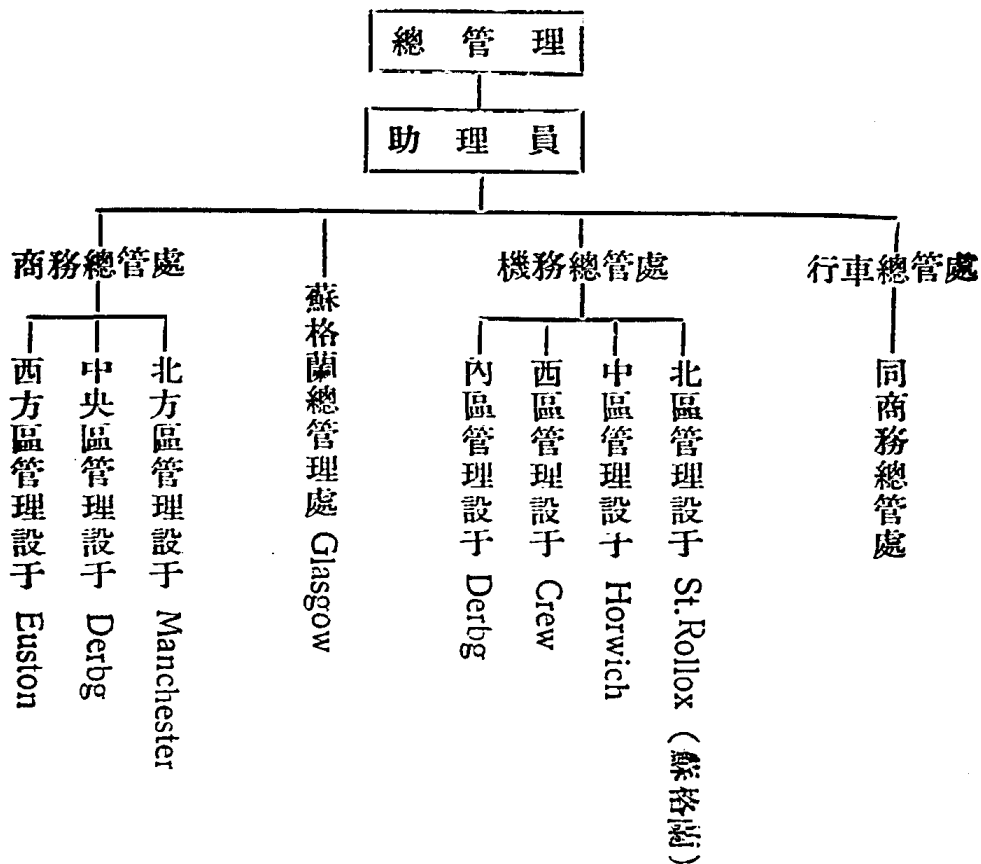 總管理
助理員
行車總管處
同商務總管處
機務總管處
北區管理設于 St.Rollox (蘇格蘭)
中區管理設于 Horwich
西區管理設于 Crew
內區管理設于 Derbg
蘇格蘭總管理處 Glasgow
商務總管處
北方區管理設于 Manchester
中央區管理設于 Derbg
西方區管理設于 Euston